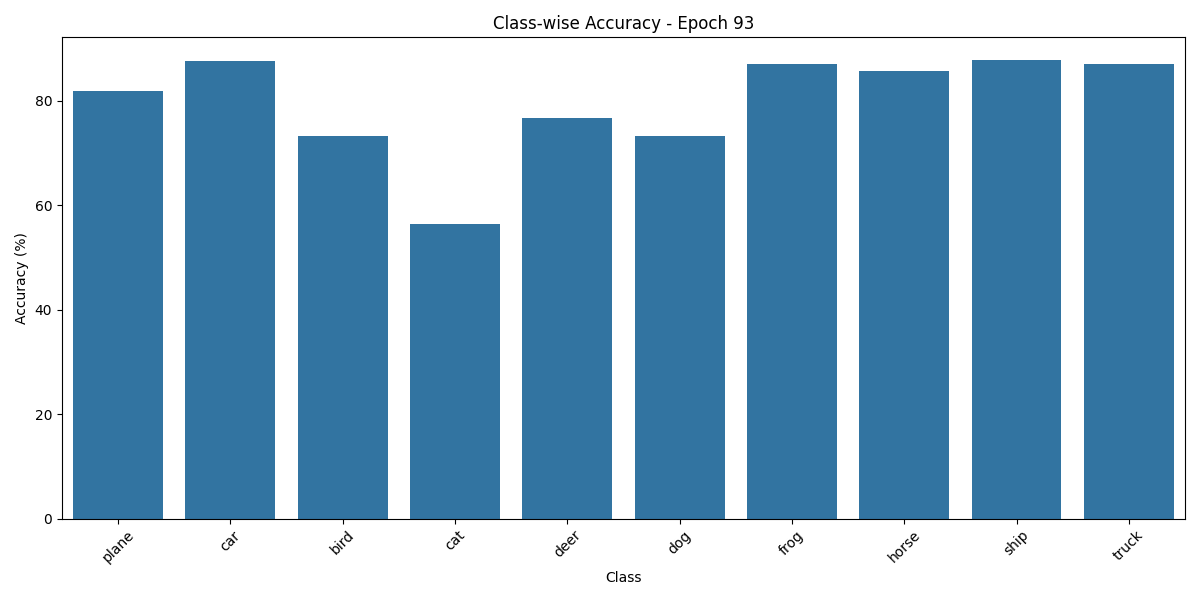 Class-wise Accuracy - Epoch 93
Accuracy (%)
80
60
40
20
0
plane car bird cat deer dog frog horse ship truck
Class